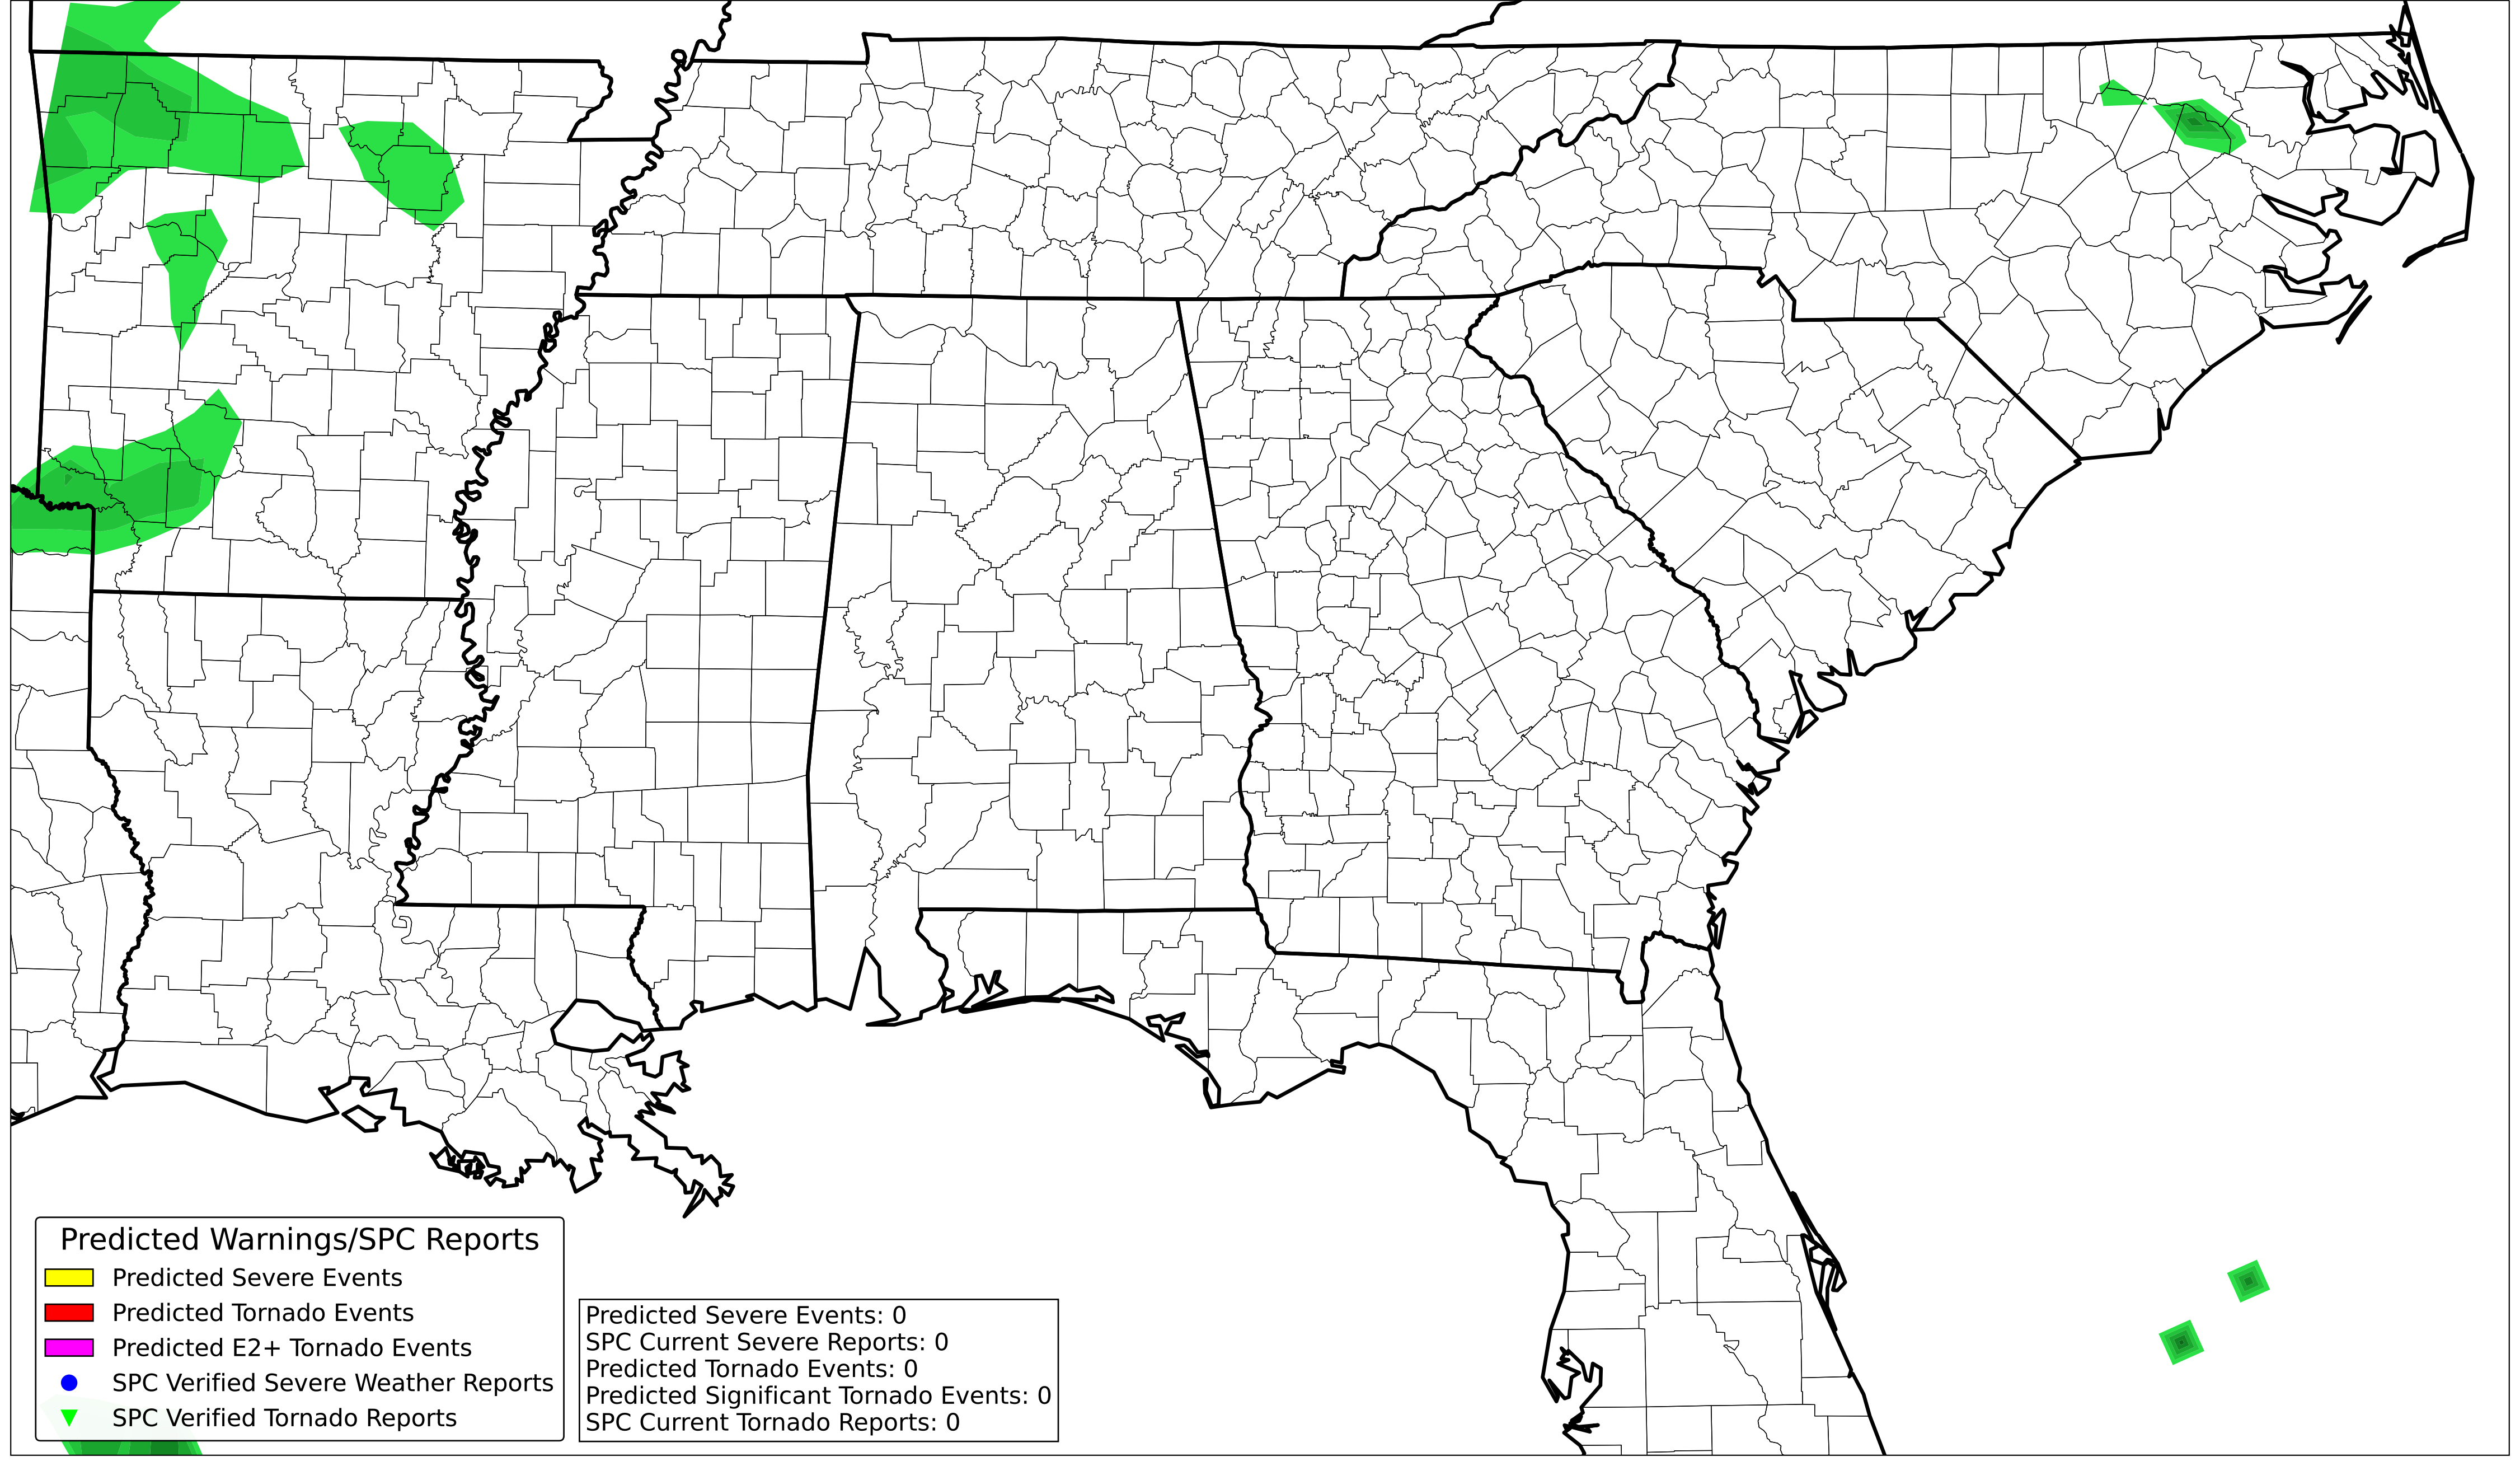 Predicted Warnings/SPC Reports
Predicted Severe Events
Predicted Tornado Events
Predicted E2+ Tornado Events
SPC Verified Severe Weather Reports
SPC Verified Tornado Reports
Predicted Severe Events: 0
SPC Current Severe Reports: 0
Predicted Tornado Events: 0
Predicted Significant Tornado Events: 0
SPC Current Tornado Reports: 0